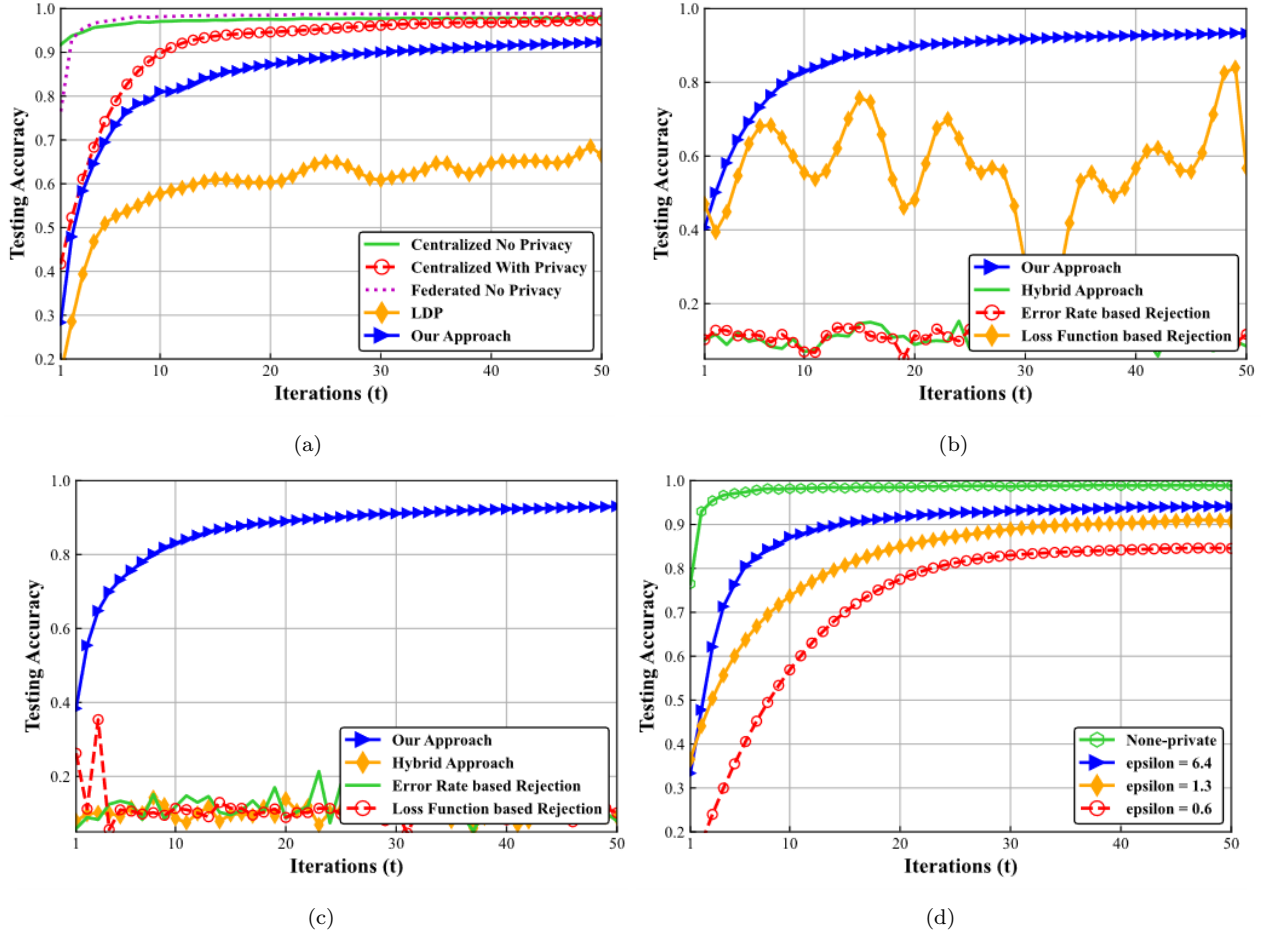 1.0
0.9
0.8
0.7
0.6
0.5
0.4
0.3
0.2
Testing Accuracy
1 10 20 30 40 50
Iterations (t)
Centralized No Privacy
Centralized With Privacy
Federated No Privacy
LDP
Our Approach
(a)
1.0
0.8
0.6
0.4
0.2
Testing Accuracy
1 10 20 30 40 50
Iterations (t)
Our Approach
Hybrid Approach
Error Rate based Rejection
Loss Function based Rejection
(b)
1.0
0.8
0.6
0.4
0.2
Testing Accuracy
1 10 20 30 40 50
Iterations (t)
Our Approach
Hybrid Approach
Error Rate based Rejection
Loss Function based Rejection
(c)
1.0
0.9
0.8
0.7
0.6
0.5
0.4
0.3
0.2
Testing Accuracy
1 10 20 30 40 50
Iterations (t)
None-private
epsilon = 6.4
epsilon = 1.3
epsilon = 0.6
(d)